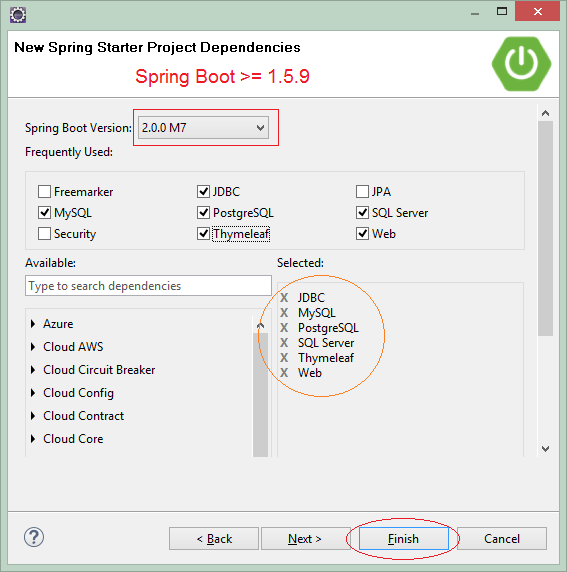 New Spring Starter Project Dependencies
Spring Boot >= 1.5.9
Spring Boot Version: 2.0.0 M7
Frequently Used:
Freemarker JDBC JPA
MySQL PostgreSQL SQL Server
Security Thymeleaf Web
Available: Selected:
Type to search dependencies
X JDBC
X MySQL
X PostgreSQL
X SQL Server
X Thymeleaf
X Web
Azure
Cloud AWS
Cloud Circuit Breaker
Cloud Config
Cloud Contract
Cloud Core
? < Back Next > Finish Cancel